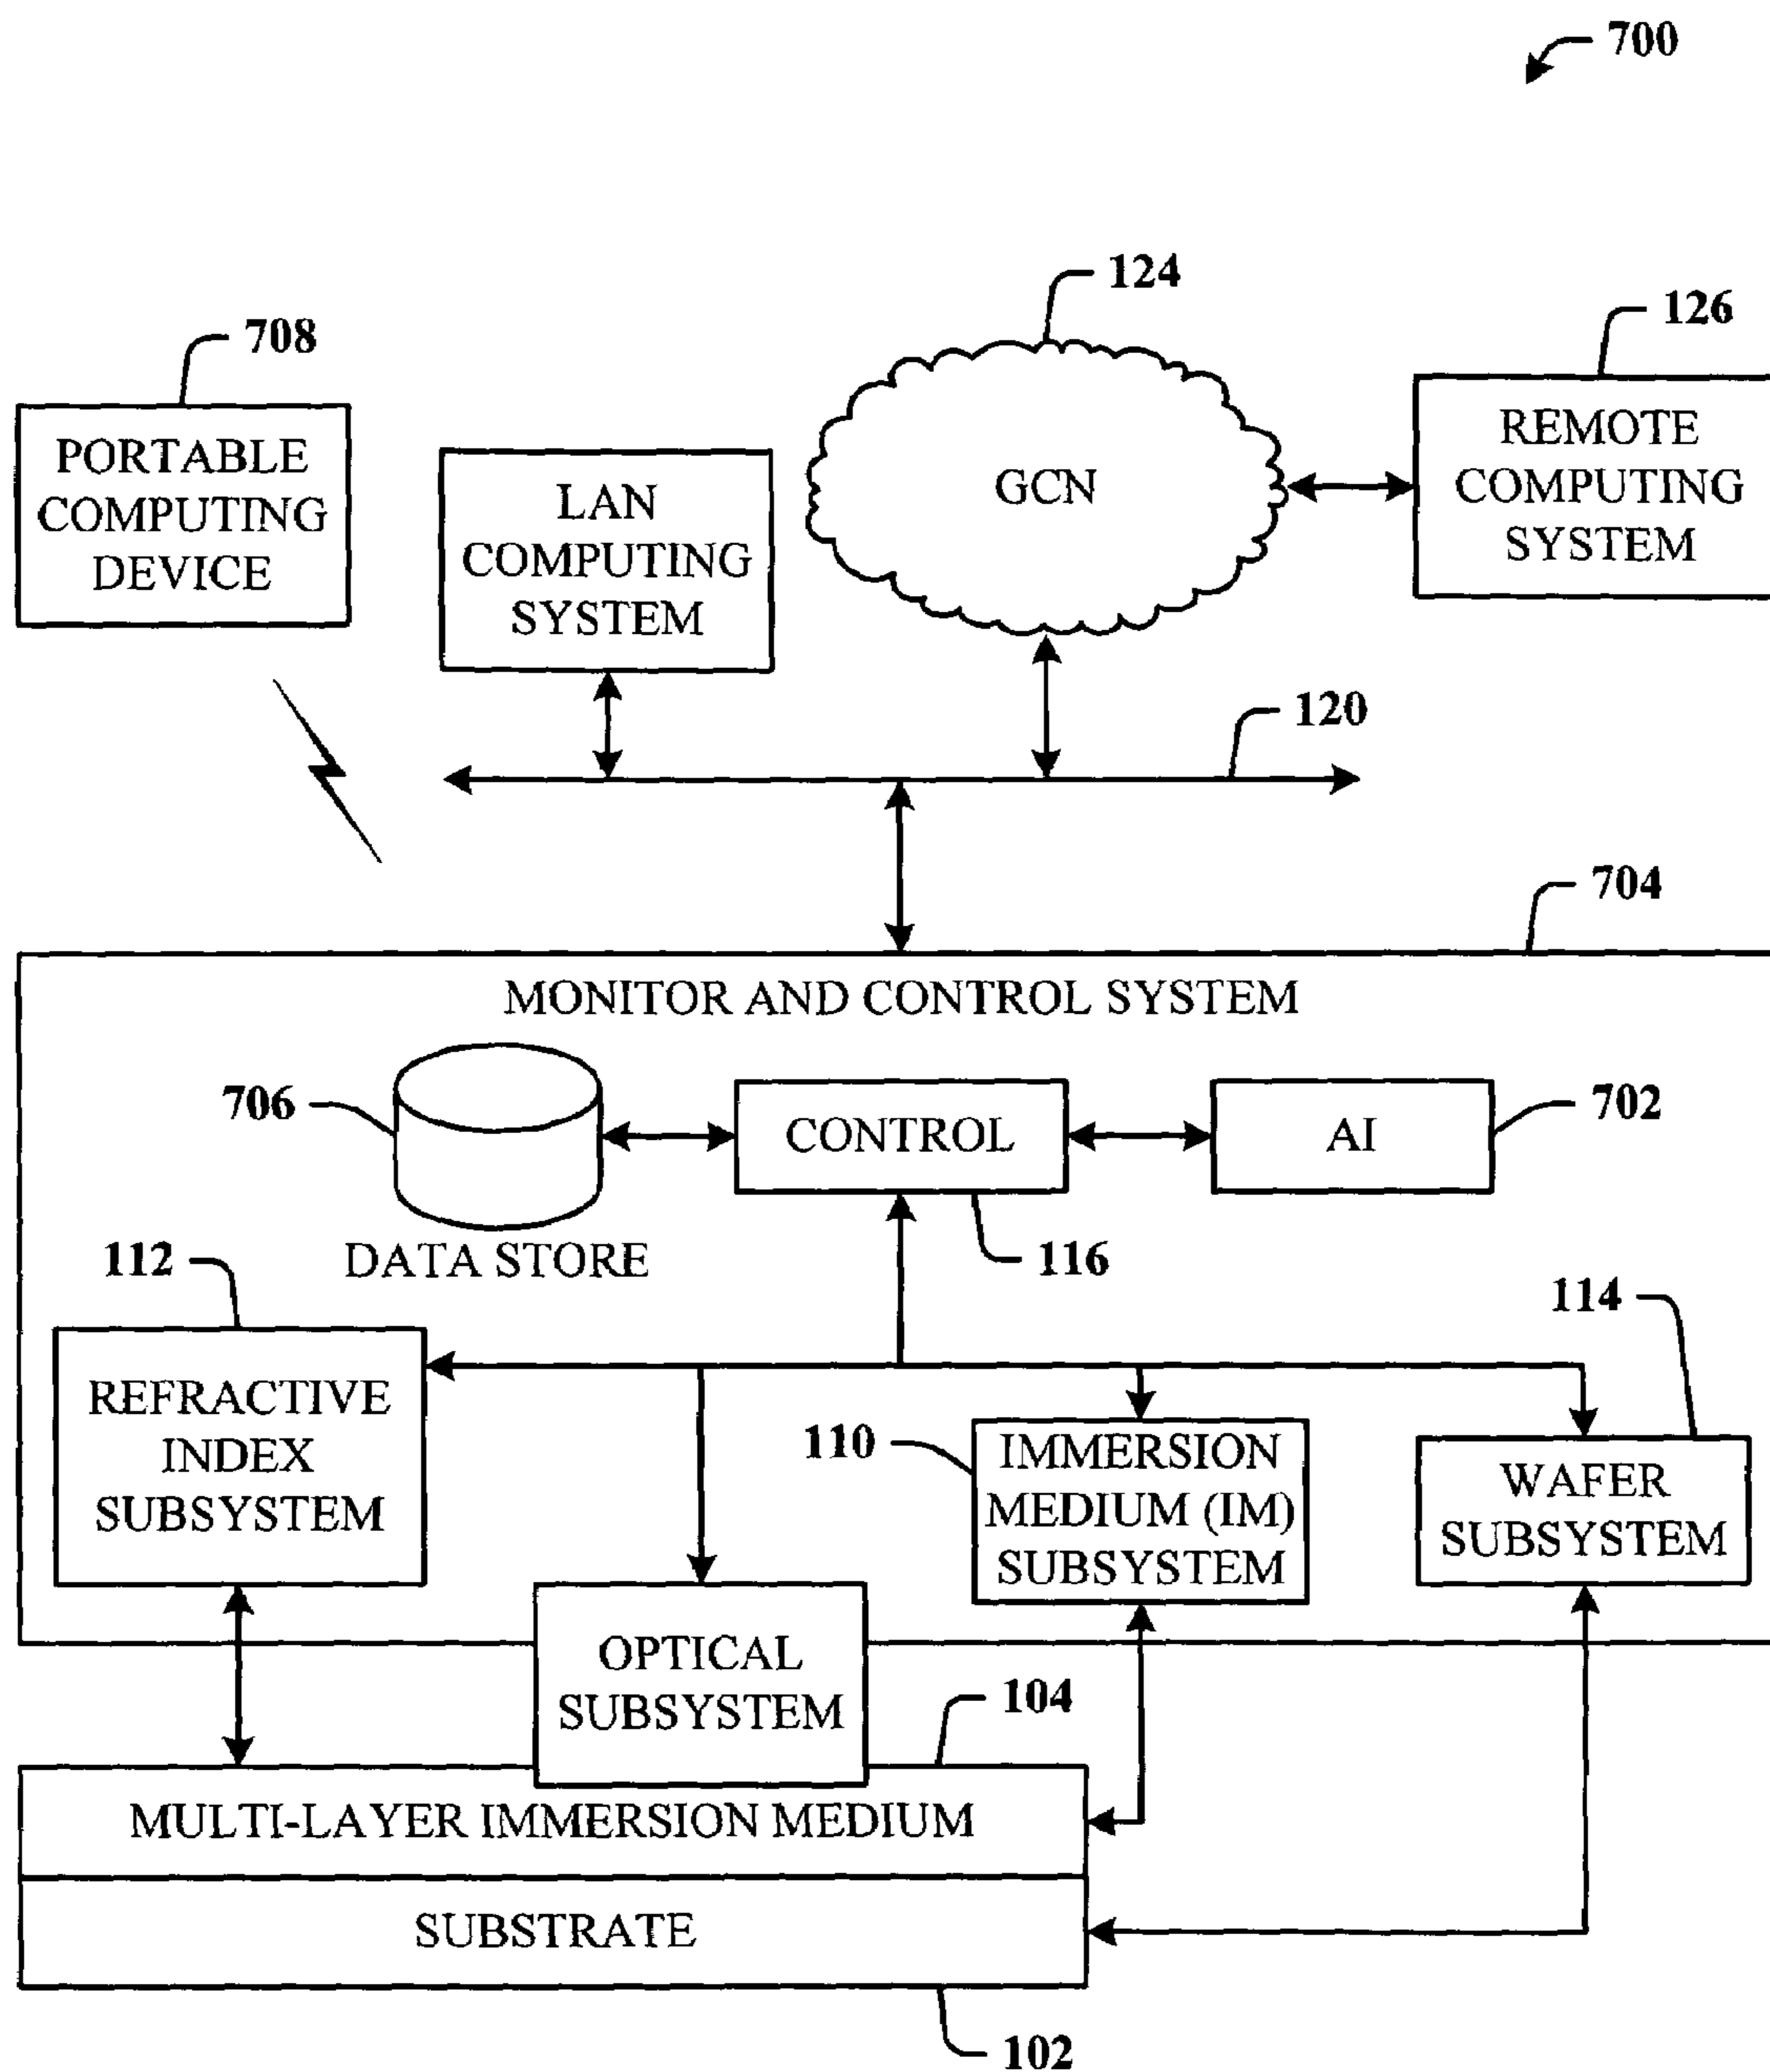 700
124
126
708
PORTABLE
COMPUTING
DEVICE
LAN
COMPUTING
SYSTEM
GCN
REMOTE
COMPUTING
SYSTEM
120
704
MONITOR AND CONTROL SYSTEM
706
CONTROL
AI
702
DATA STORE
116
112
114
REFRACTIVE
INDEX
SUBSYSTEM
110
IMMERSION
MEDIUM (IM)
SUBSYSTEM
WAFER
SUBSYSTEM
OPTICAL
SUBSYSTEM
104
MULTI-LAYER IMMERSION MEDIUM
SUBSTRATE
102